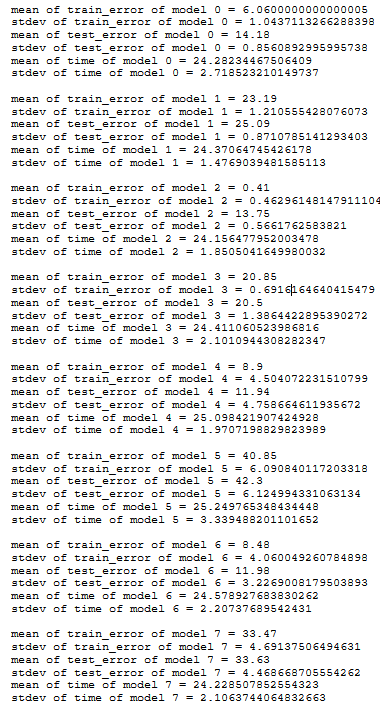 mean of train_error of model 0 = 6.0600000000000005
stdev of train_error of model 0 = 1.0437113266288398
mean of test_error of model 0 = 14.18
stdev of test_error of model 0 = 0.8560892995995738
mean of time of model 0 = 24.28234467506409
stdev of time of model 0 = 2.718523210149737
mean of train_error of model 1 = 23.19
stdev of train_error of model 1 = 1.210555428076073
mean of test_error of model 1 = 25.09
stdev of test_error of model 1 = 0.8710785141293403
mean of time of model 1 = 24.37064745426178
stdev of time of model 1 = 1.4769039481585113
mean of train_error of model 2 = 0.41
stdev of train_error of model 2 = 0.46296148147911104
mean of test_error of model 2 = 13.75
stdev of test_error of model 2 = 0.5661762583821
mean of time of model 2 = 24.156477952003478
stdev of time of model 2 = 1.8505041649980032
mean of train_error of model 3 = 20.85
stdev of train_error of model 3 = 0.6916164640415479
mean of test_error of model 3 = 20.5
stdev of test_error of model 3 = 1.3864422895390272
mean of time of model 3 = 24.411060523986816
stdev of time of model 3 = 2.1010944308282347
mean of train_error of model 4 = 8.9
stdev of train_error of model 4 = 4.504072231510799
mean of test_error of model 4 = 11.94
stdev of test_error of model 4 = 4.758664611935672
mean of time of model 4 = 25.098421907424928
stdev of time of model 4 = 1.9707198829823989
mean of train_error of model 5 = 40.85
stdev of train_error of model 5 = 6.090840117203318
mean of test_error of model 5 = 42.3
stdev of test_error of model 5 = 6.124994331063134
mean of time of model 5 = 25.249765348434448
stdev of time of model 5 = 3.339488201101652
mean of train_error of model 6 = 8.48
stdev of train_error of model 6 = 4.060049260784898
mean of test_error of model 6 = 11.98
stdev of test_error of model 6 = 3.2269008179503893
mean of time of model 6 = 24.578927683830262
stdev of time of model 6 = 2.20737689542431
mean of train_error of model 7 = 33.47
stdev of train_error of model 7 = 4.69137506494631
mean of test_error of model 7 = 33.63
stdev of test_error of model 7 = 4.468668705554262
mean of time of model 7 = 24.228507852554323
stdev of time of model 7 = 2.1063744064832663